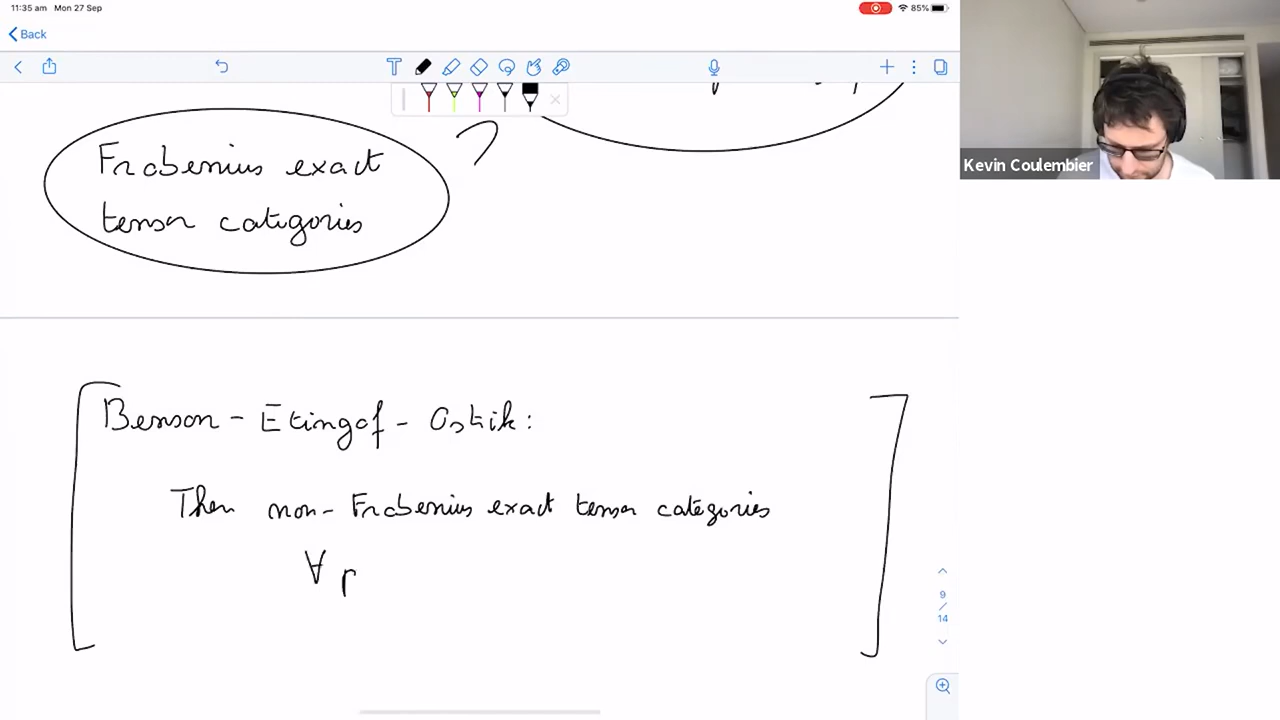 11:35 am Mon 27 Sep
85%
Back
T
Frobenius exact
tensor categories
?
Kevin Coulembier
Benson - Etingof - Ostrik:
Then non-Frobenius exact tensor categories
∀ p
9
/
14